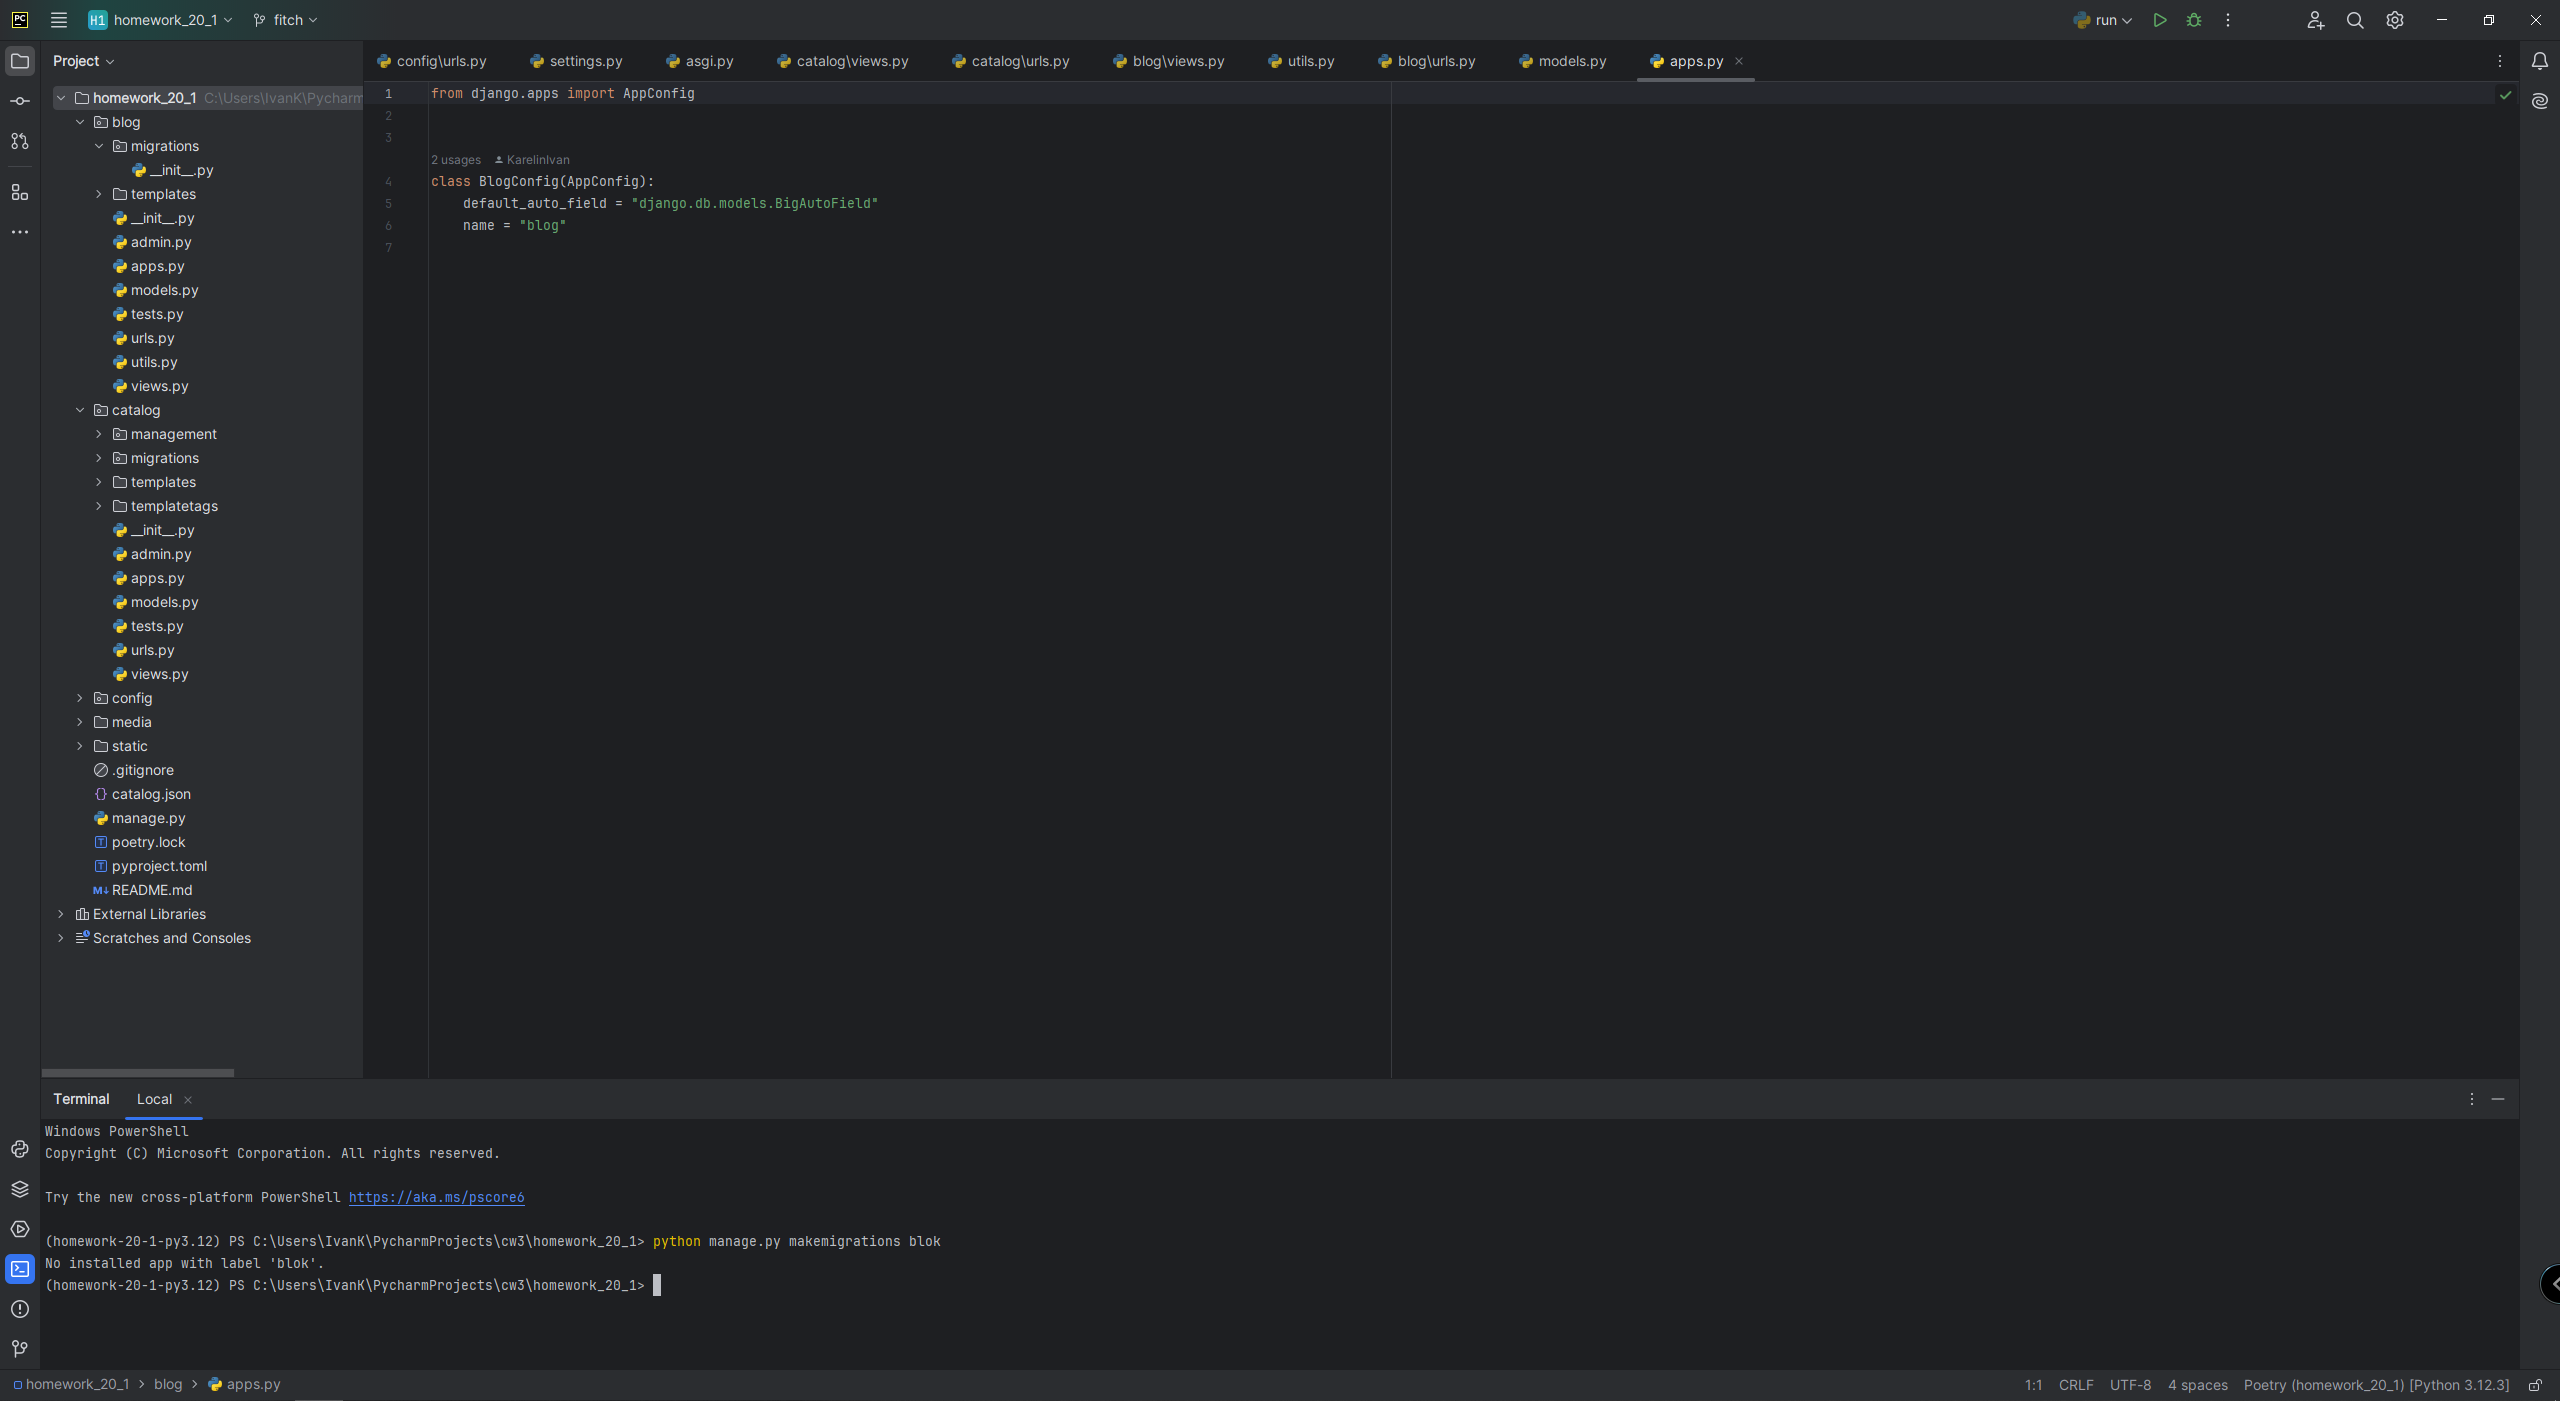 PC H1 homework_20_1 fitch run
Project
config\urls.py settings.py asgi.py catalog\views.py catalog\urls.py blog\views.py utils.py blog\urls.py models.py apps.py
homework_20_1 C:\Users\IvanK\Pycharm
blog
migrations
__init__.py
templates
__init__.py
admin.py
apps.py
models.py
tests.py
urls.py
utils.py
views.py
catalog
management
migrations
templates
templatetags
__init__.py
admin.py
apps.py
models.py
tests.py
urls.py
views.py
config
media
static
.gitignore
catalog.json
manage.py
poetry.lock
pyproject.toml
README.md
External Libraries
Scratches and Consoles
1 from django.apps import AppConfig
2
3
2 usages KarelinIvan
4 class BlogConfig(AppConfig):
5 default_auto_field = "django.db.models.BigAutoField"
6 name = "blog"
7
Terminal Local
Windows PowerShell
Copyright (C) Microsoft Corporation. All rights reserved.
Try the new cross-platform PowerShell https://aka.ms/pscore6
(homework-20-1-py3.12) PS C:\Users\IvanK\PycharmProjects\cw3\homework_20_1> python manage.py makemigrations blok
No installed app with label 'blok'.
(homework-20-1-py3.12) PS C:\Users\IvanK\PycharmProjects\cw3\homework_20_1>
homework_20_1 > blog > apps.py 1:1 CRLF UTF-8 4 spaces Poetry (homework_20_1) [Python 3.12.3]